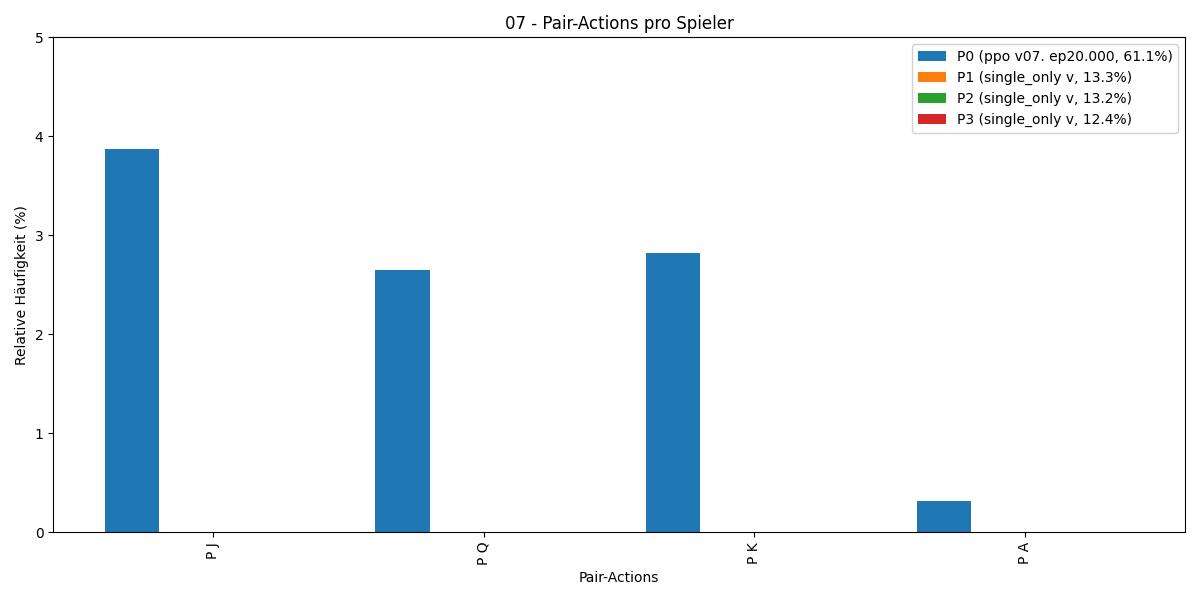 07 - Pair-Actions pro Spieler
P0 (ppo v07. ep20.000, 61.1%)
P1 (single_only v, 13.3%)
P2 (single_only v, 13.2%)
P3 (single_only v, 12.4%)
Relative Häufigkeit (%)
5
4
3
2
1
0
P J
P Q
P K
P A
Pair-Actions